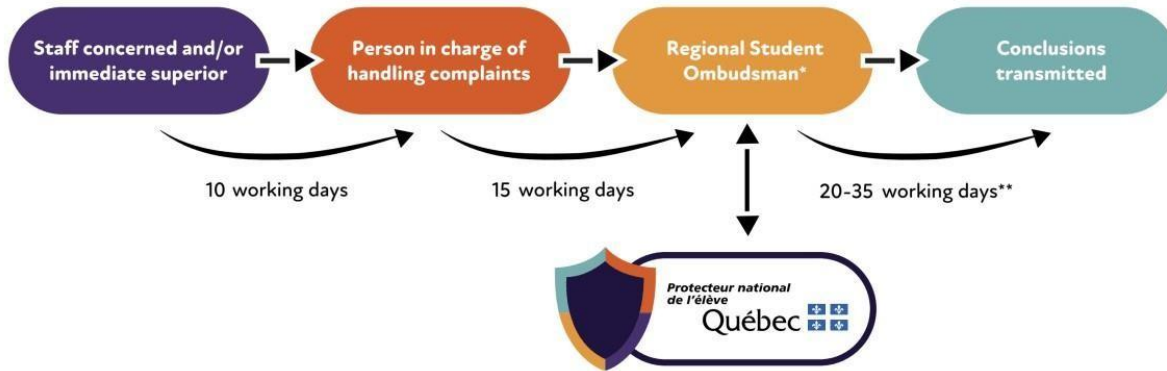 Staff concerned and/or
immediate superior
Person in charge of
handling complaints
Regional Student
Ombudsman*
Conclusions
transmitted
10 working days
15 working days
20-35 working days**
Protecteur national
de l'élève
Québec